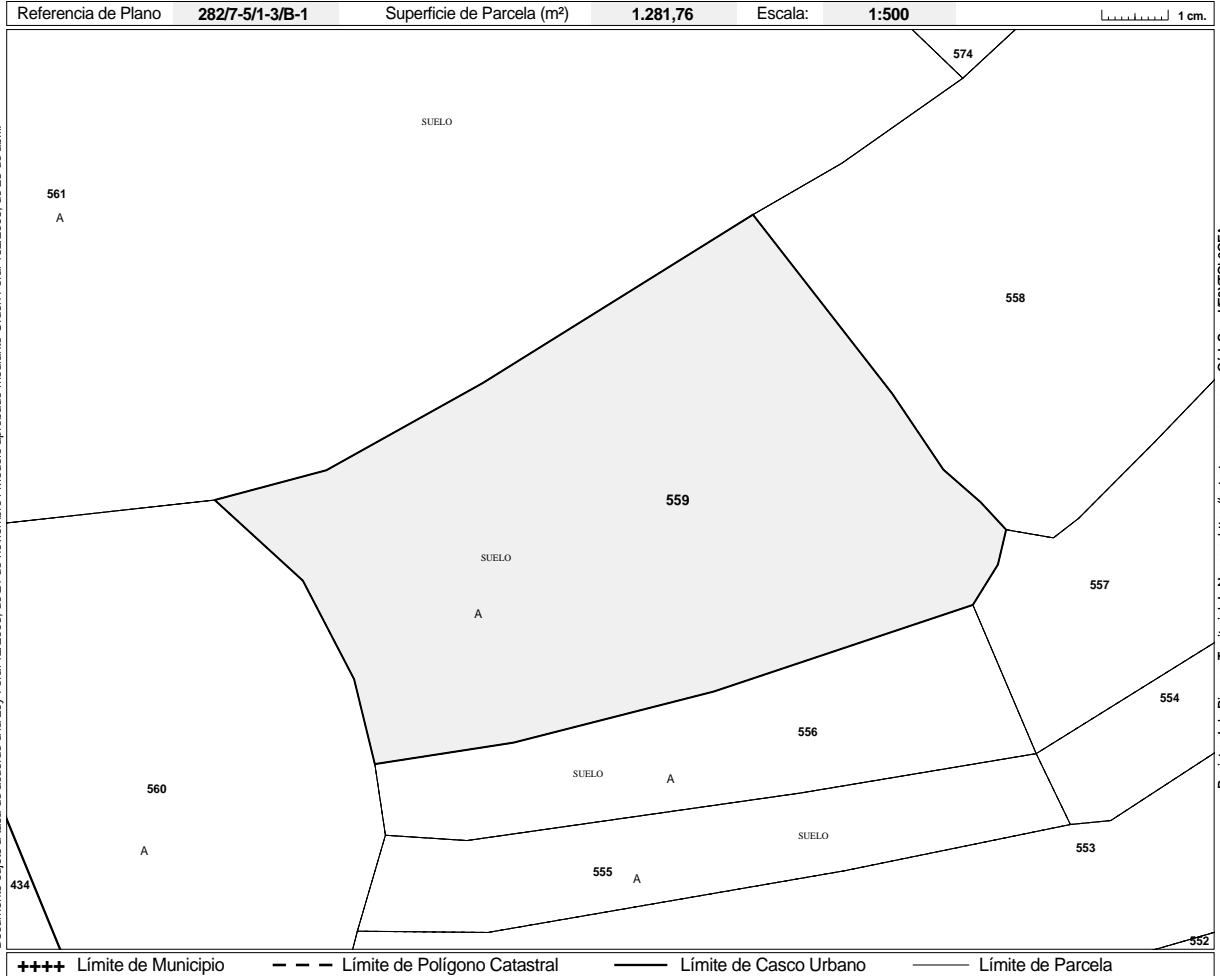 Referencia de Plano 282/7-5/1-3/B-1 Superficie de Parcela (m²) 1.281,76 Escala: 1:500 1 cm.
574
SUELO
561
A
558
559
SUELO
A
557
554
556
SUELO
A
560
SUELO
A
553
555
A
434
552
Límite de Municipio Límite de Polígono Catastral Límite de Casco Urbano Límite de Parcela